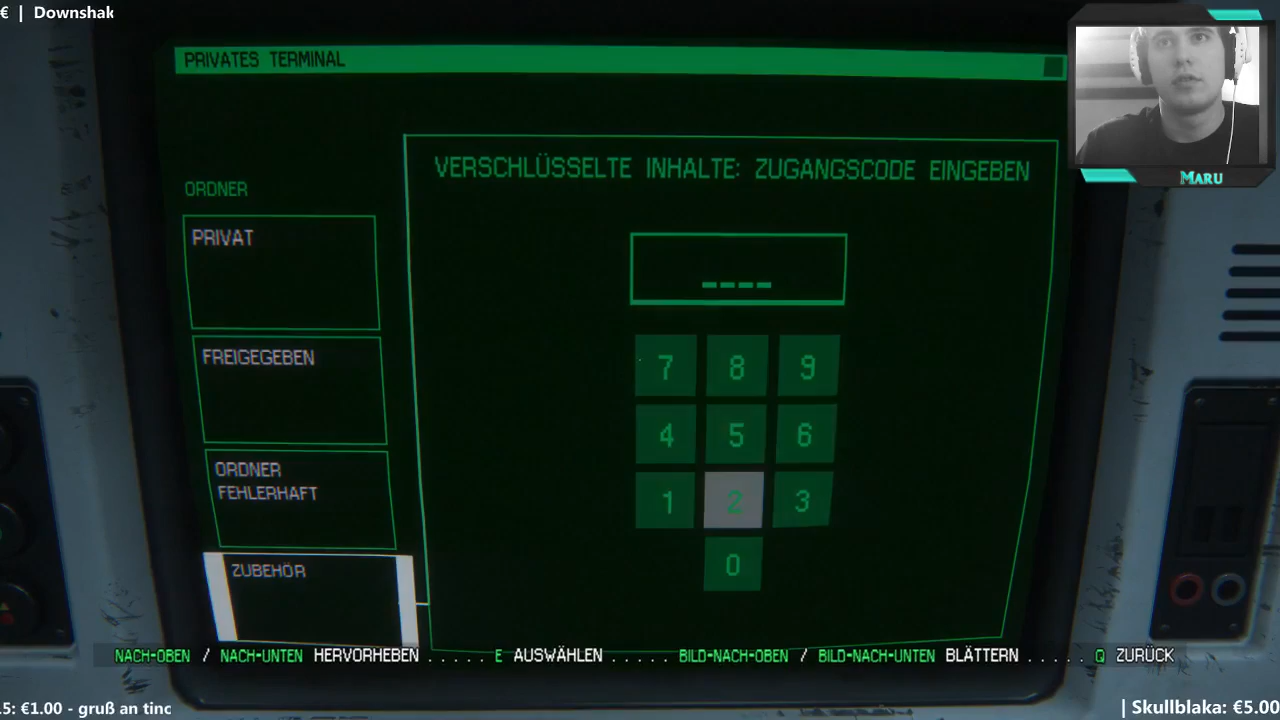 € | Downshak
PRIVATES TERMINAL
MARU
VERSCHLÜSSELTE INHALTE: ZUGANGSCODE EINGEBEN
ORDNER
PRIVAT
FREIGEGEBEN
ORDNER
FEHLERHAFT
ZUBEHÖR
____
7 8 9
4 5 6
1 2 3
0
NACH-OBEN / NACH-UNTEN HERVORHEBEN ..... E AUSWÄHLEN ..... BILD-NACH-OBEN / BILD-NACH-UNTEN BLÄTTERN ..... Q ZURÜCK
5: €1.00 - gruß an tinc
| Skullblaka: €5.00